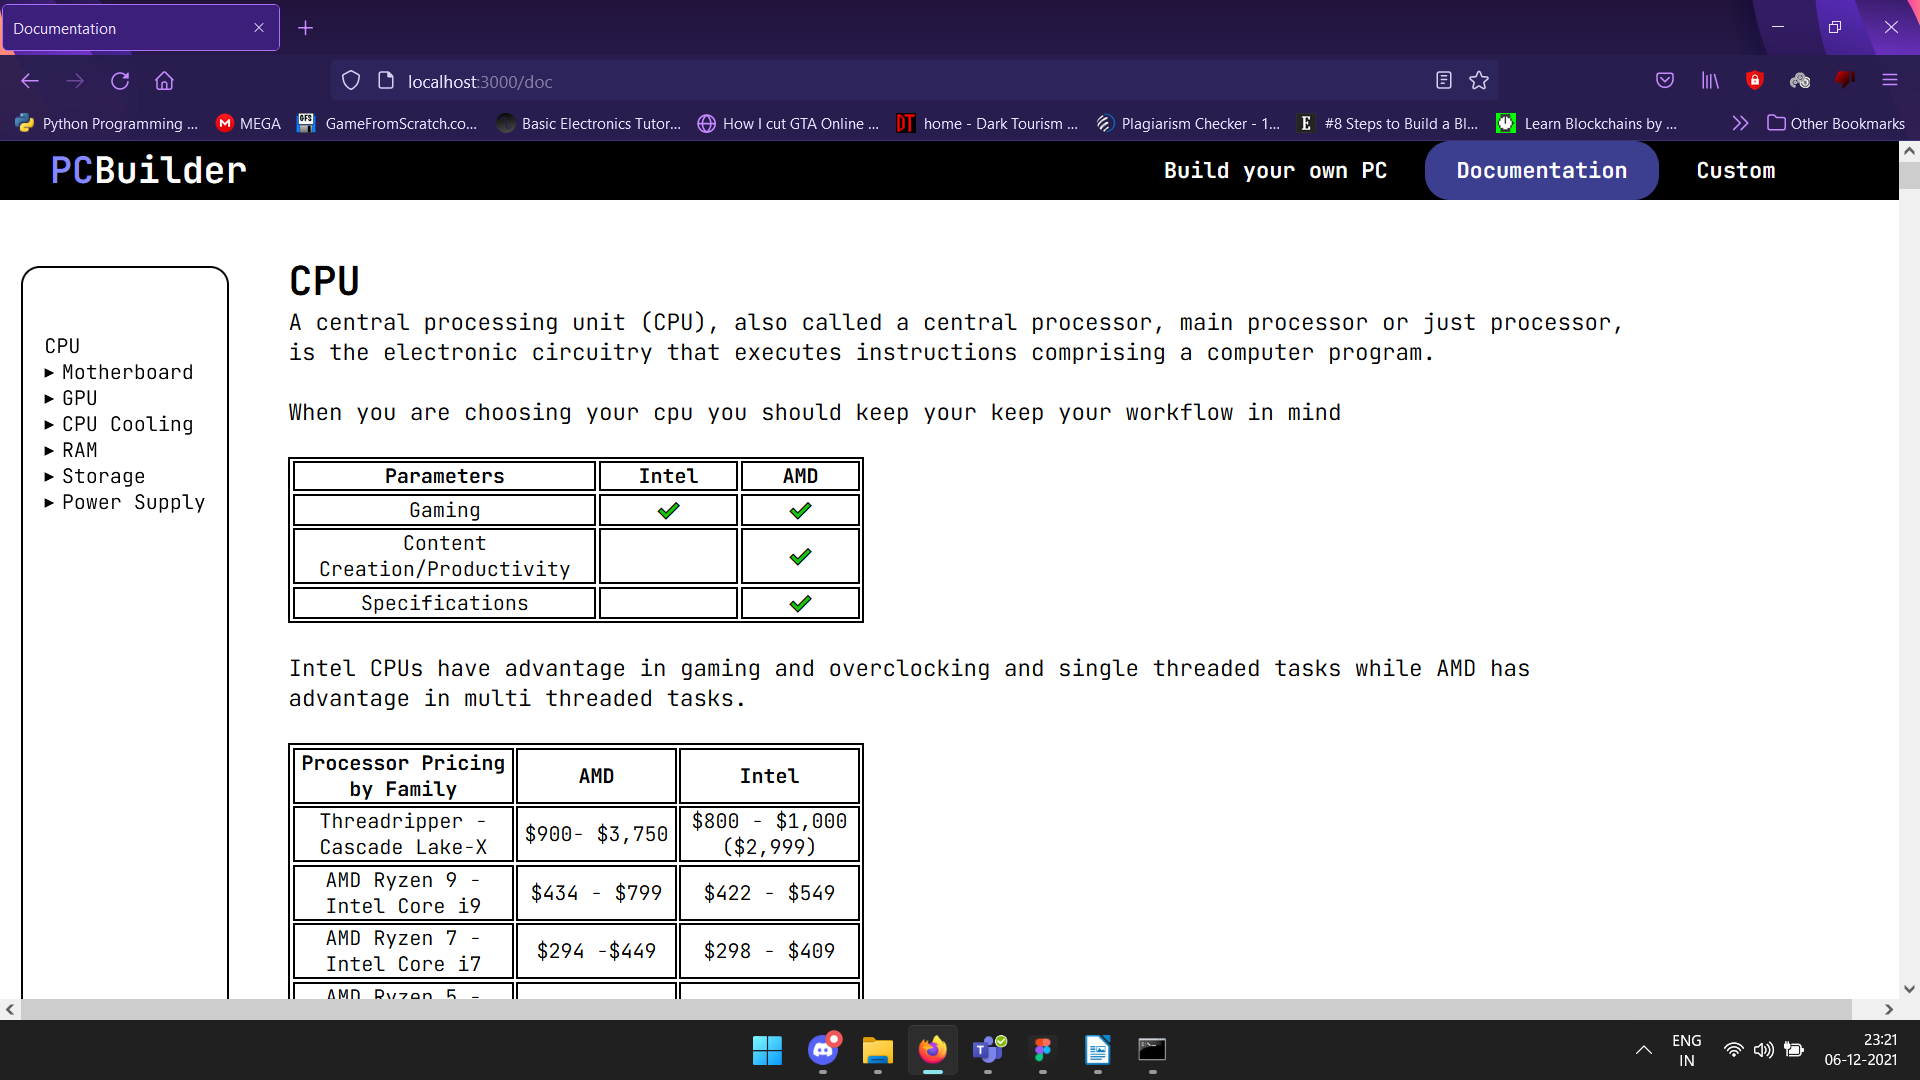 Documentation
localhost:3000/doc
Python Programming ...
MEGA
GameFromScratch.co...
Basic Electronics Tutor...
How I cut GTA Online ...
home - Dark Tourism ...
Plagiarism Checker - 1...
#8 Steps to Build a Bl...
Learn Blockchains by ...
Other Bookmarks
PCBuilder
Build your own PC
Documentation
Custom
CPU
▸ Motherboard
▸ GPU
▸ CPU Cooling
▸ RAM
▸ Storage
▸ Power Supply
CPU
A central processing unit (CPU), also called a central processor, main processor or just processor,
is the electronic circuitry that executes instructions comprising a computer program.
When you are choosing your cpu you should keep your keep your workflow in mind
Parameters Intel AMD
Gaming ✔ ✔
Content
Creation/Productivity ✔
Specifications ✔
Intel CPUs have advantage in gaming and overclocking and single threaded tasks while AMD has
advantage in multi threaded tasks.
Processor Pricing
by Family
AMD
Intel
Threadripper -
Cascade Lake-X
$900- $3,750
$800 - $1,000
($2,999)
AMD Ryzen 9 -
Intel Core i9
$434 - $799
$422 - $549
AMD Ryzen 7 -
Intel Core i7
$294 -$449
$298 - $409
AMD Ryzen 5 -
ENG
IN
23:21
06-12-2021